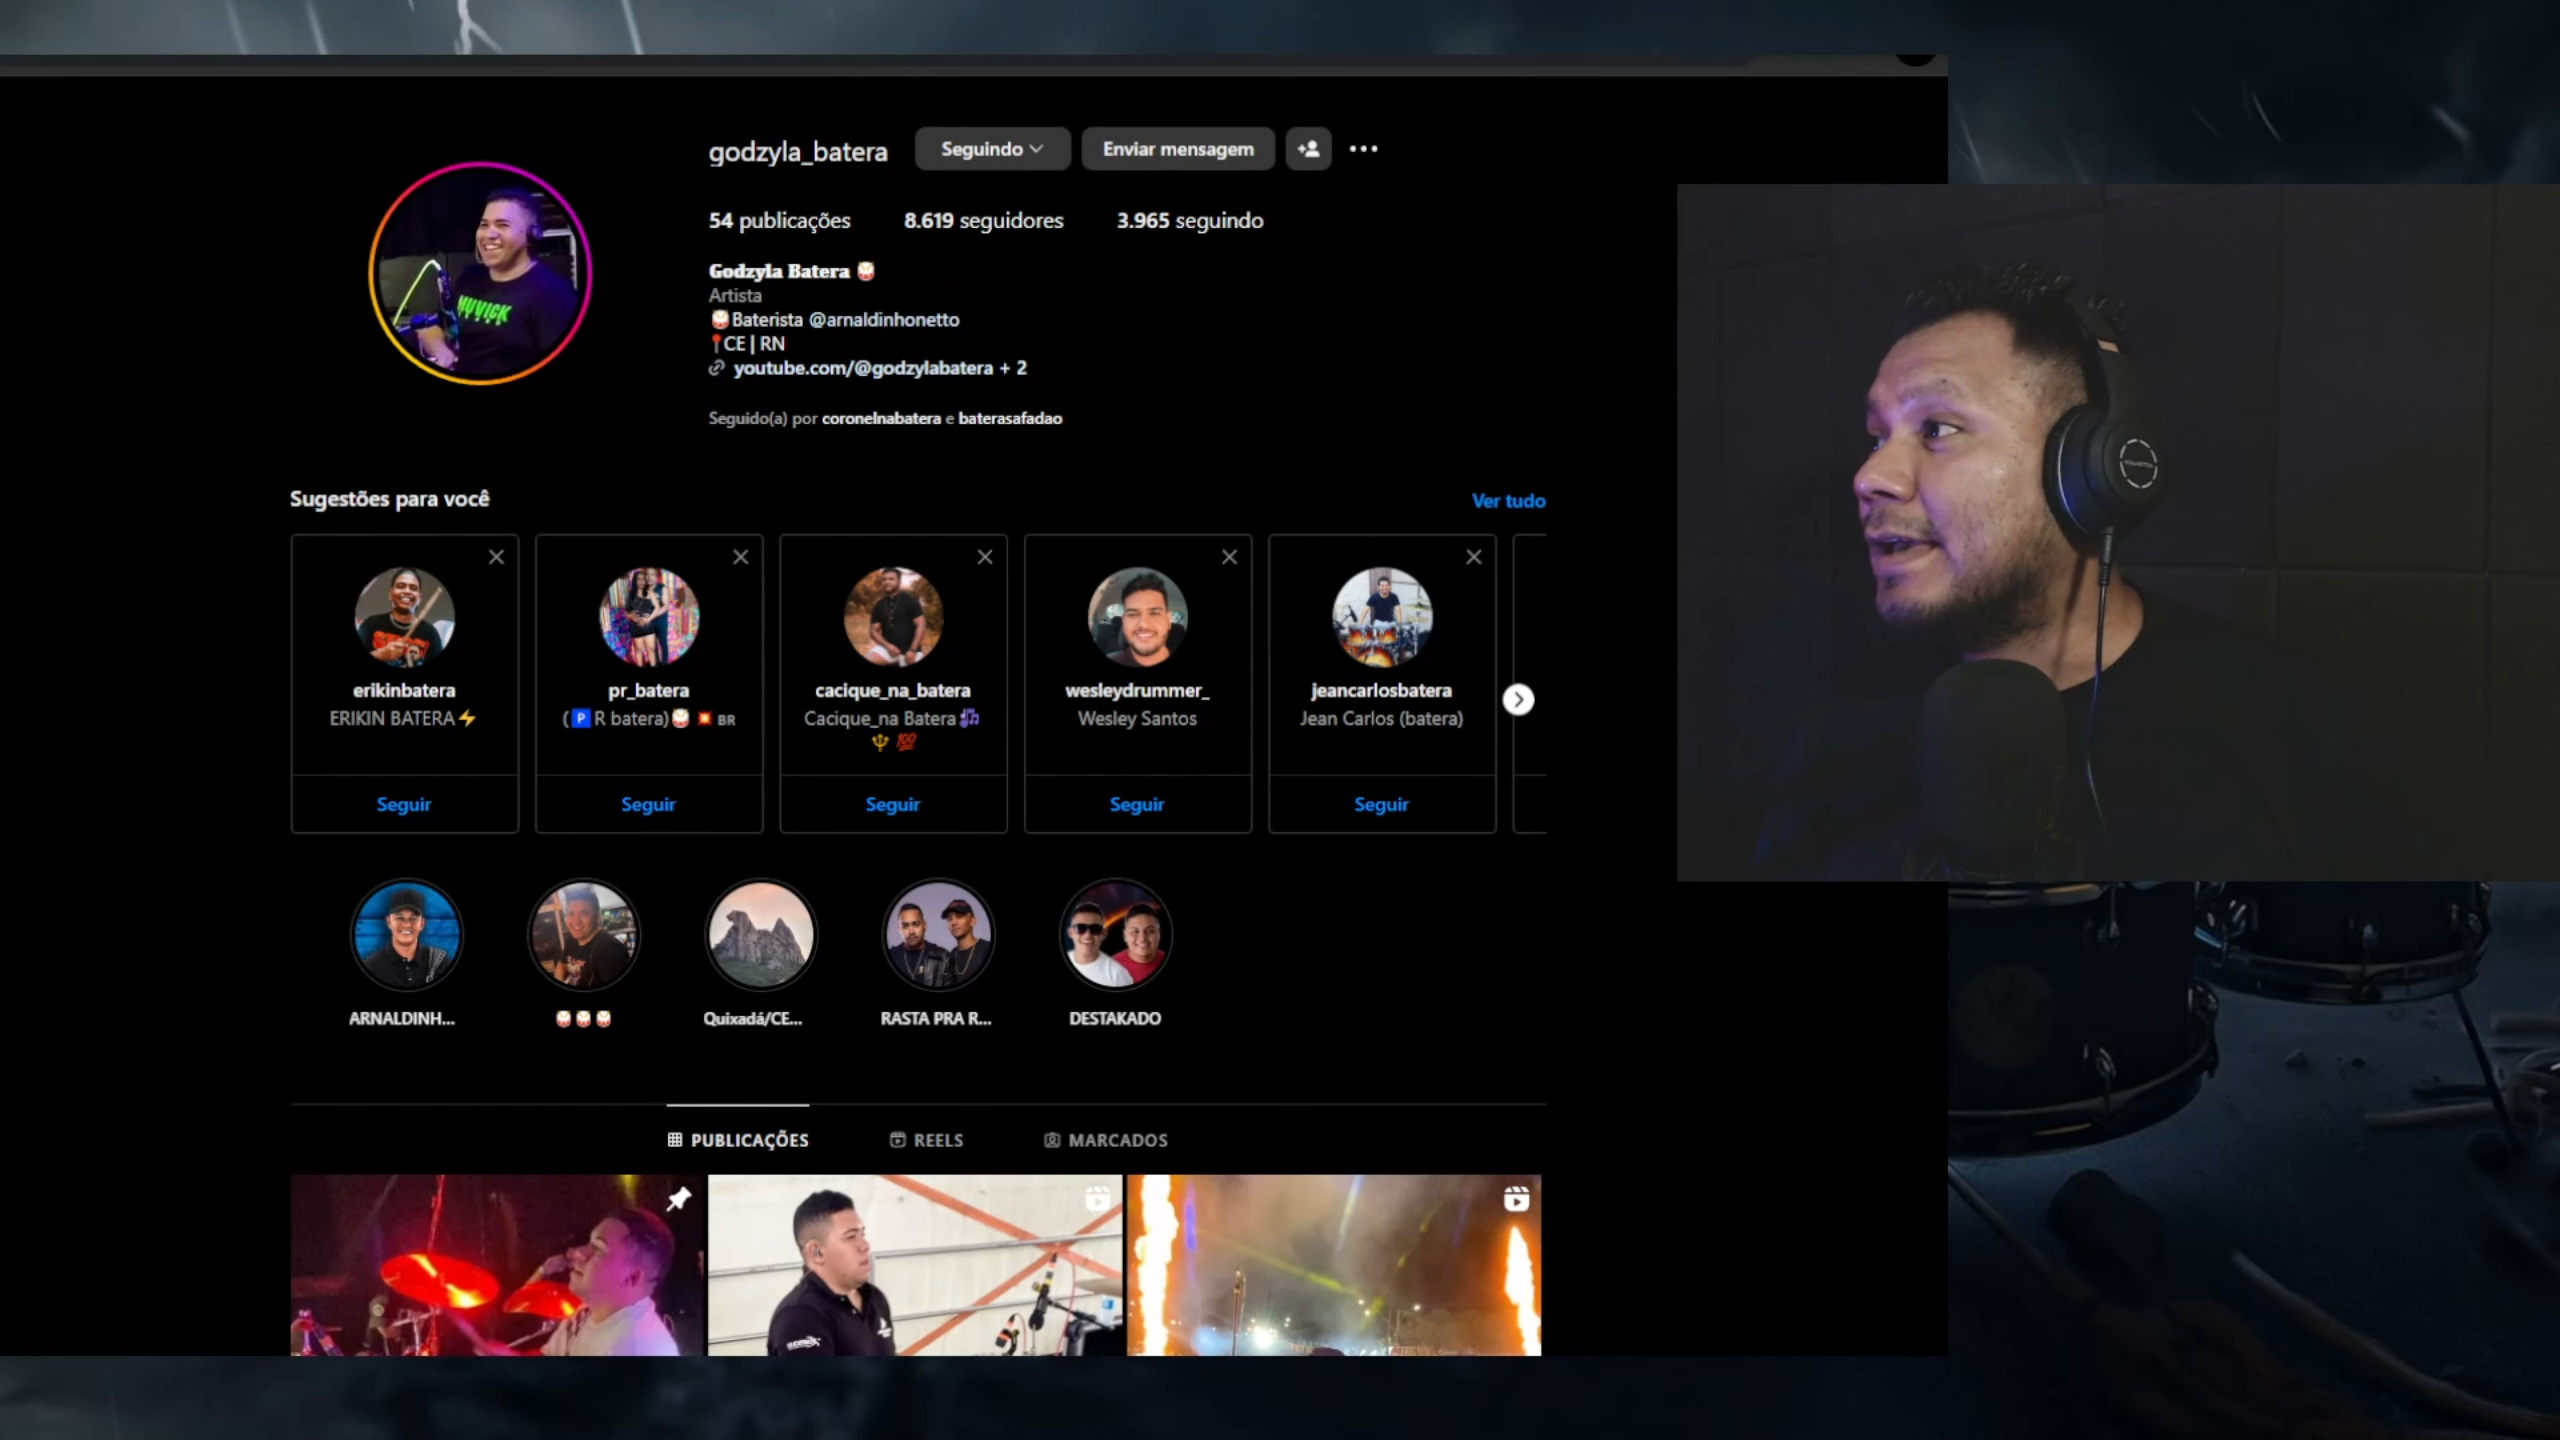 godzyla_batera Seguindo Enviar mensagem
54 publicações 8.619 seguidores 3.965 seguindo
Godzyla Batera 🥁
Artista
🥁Baterista @arnaldinhonetto
📍CE | RN
youtube.com/@godzylabatera + 2
Seguido(a) por coronelnabatera e baterasafadao
NUVICK
Sugestões para você
Ver tudo
erikinbatera
ERIKIN BATERA⚡
Seguir
pr_batera
(🅿️R batera)🥁 💥 BR
Seguir
cacique_na_batera
Cacique_na Batera🎶
🔱 💯
Seguir
wesleydrummer_
Wesley Santos
Seguir
jeancarlosbatera
Jean Carlos (batera)
Seguir
ARNALDINH...
🥁🥁🥁
Quixadá/CE...
RASTA PRA R...
DESTAKADO
PUBLICAÇÕES
REELS
MARCADOS